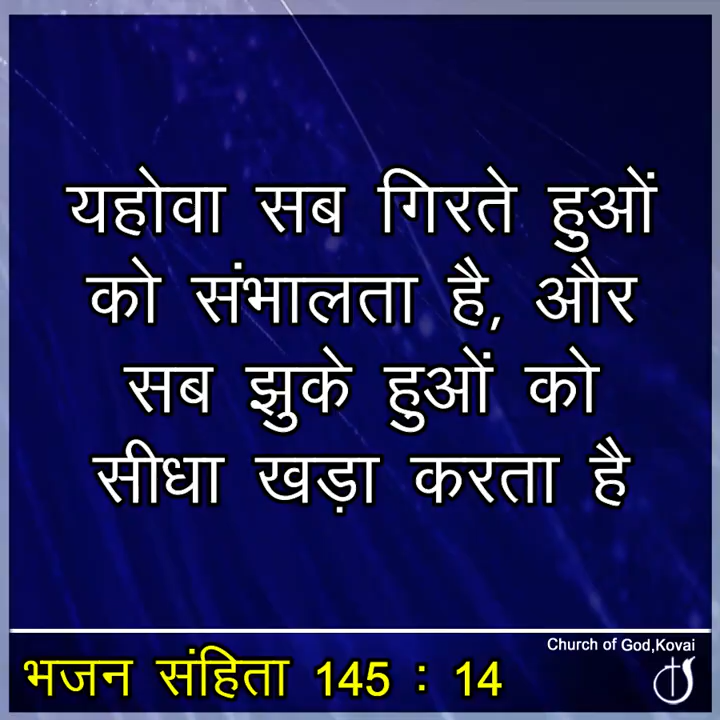 यहोवा सब गिरते हुओं
को संभालता है, और
सब झुके हुओं को
सीधा खड़ा करता है
Church of God,Kovai
भजन संहिता 145 : 14